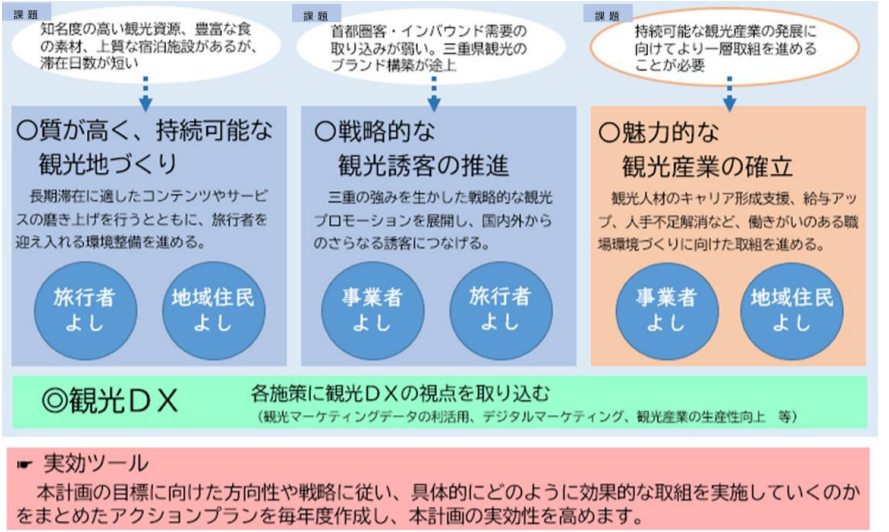 課題
知名度の高い観光資源、豊富な食
の素材、上質な宿泊施設があるが、
滞在日数が短い
〇質が高く、持続可能な
観光地づくり
長期滞在に適したコンテンツやサービ
スの磨き上げを行うとともに、旅行者を
迎え入れる環境整備を進める。
旅行者
よし
地域住民
よし
課題
首都圏客・インバウンド需要の
取り込みが弱い。三重県観光の
ブランド構築が途上
〇戦略的な
観光誘客の推進
三重の強みを生かした戦略的な観光
プロモーションを展開し、国内外から
のさらなる誘客につなげる。
事業者
よし
旅行者
よし
課題
持続可能な観光産業の発展に
向けてより一層取組を進める
ことが必要
〇魅力的な
観光産業の確立
観光人材のキャリア形成支援、給与アッ
プ、人手不足解消など、働きがいのある職
場環境づくりに向けた取組を進める。
事業者
よし
地域住民
よし
◎観光ＤＸ
各施策に観光ＤＸの視点を取り込む
（観光マーケティングデータの利活用、デジタルマーケティング、観光産業の生産性向上　等）
☛ 実効ツール
本計画の目標に向けた方向性や戦略に従い、具体的にどのように効果的な取組を実施していくのか
をまとめたアクションプランを毎年度作成し、本計画の実効性を高めます。